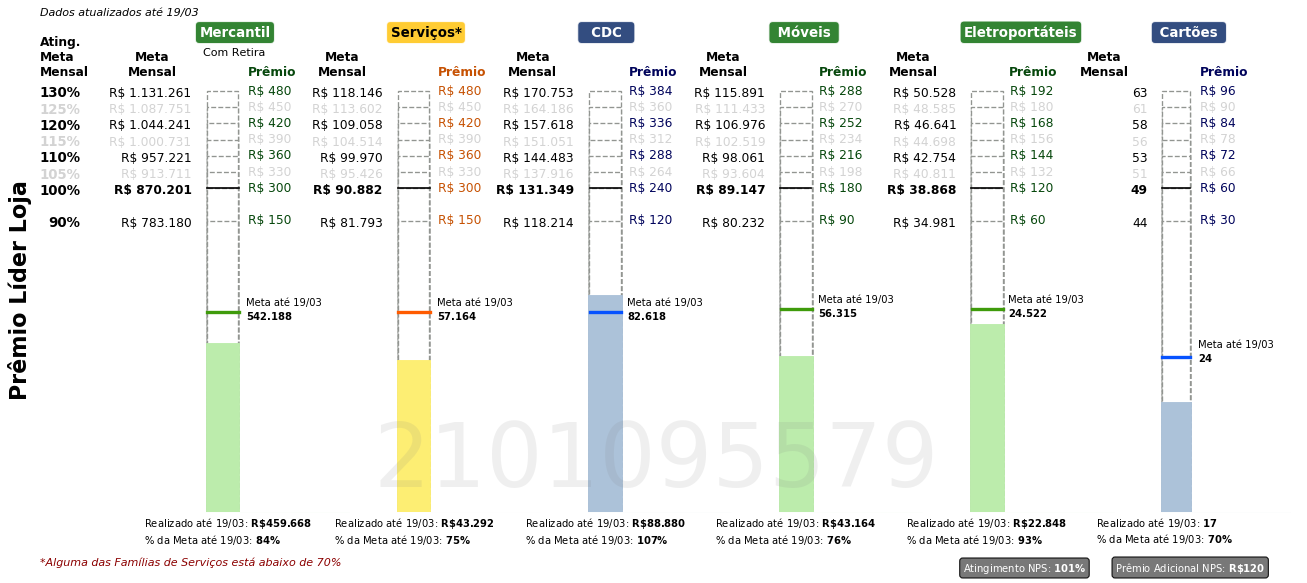 Dados atualizados até 19/03
Mercantil Serviços* CDC Móveis Eletroportáteis Cartões
Com Retira
Ating. Meta Mensal Meta Mensal Prêmio Meta Mensal Prêmio Meta Mensal Prêmio Meta Mensal Prêmio Meta Mensal Prêmio Meta Mensal Prêmio
130% R$ 1.131.261 R$ 480 R$ 118.146 R$ 480 R$ 170.753 R$ 384 R$ 115.891 R$ 288 R$ 50.528 R$ 192 63 R$ 96
125% R$ 1.087.751 R$ 450 R$ 113.602 R$ 450 R$ 164.186 R$ 360 R$ 111.433 R$ 270 R$ 48.585 R$ 180 61 R$ 90
120% R$ 1.044.241 R$ 420 R$ 109.058 R$ 420 R$ 157.618 R$ 336 R$ 106.976 R$ 252 R$ 46.641 R$ 168 58 R$ 84
115% R$ 1.000.731 R$ 390 R$ 104.514 R$ 390 R$ 151.051 R$ 312 R$ 102.519 R$ 234 R$ 44.698 R$ 156 56 R$ 78
110% R$ 957.221 R$ 360 R$ 99.970 R$ 360 R$ 144.483 R$ 288 R$ 98.061 R$ 216 R$ 42.754 R$ 144 53 R$ 72
105% R$ 913.711 R$ 330 R$ 95.426 R$ 330 R$ 137.916 R$ 264 R$ 93.604 R$ 198 R$ 40.811 R$ 132 51 R$ 66
100% R$ 870.201 R$ 300 R$ 90.882 R$ 300 R$ 131.349 R$ 240 R$ 89.147 R$ 180 R$ 38.868 R$ 120 49 R$ 60
90% R$ 783.180 R$ 150 R$ 81.793 R$ 150 R$ 118.214 R$ 120 R$ 80.232 R$ 90 R$ 34.981 R$ 60 44 R$ 30
Prêmio Líder Loja
Meta até 19/03 Meta até 19/03 Meta até 19/03 Meta até 19/03 Meta até 19/03 Meta até 19/03
542.188 57.164 82.618 56.315 24.522 24
2101095579
Realizado até 19/03: R$459.668 Realizado até 19/03: R$43.292 Realizado até 19/03: R$88.880 Realizado até 19/03: R$43.164 Realizado até 19/03: R$22.848 Realizado até 19/03: 17
% da Meta até 19/03: 84% % da Meta até 19/03: 75% % da Meta até 19/03: 107% % da Meta até 19/03: 76% % da Meta até 19/03: 93% % da Meta até 19/03: 70%
*Alguma das Famílias de Serviços está abaixo de 70%
Atingimento NPS: 101% Prêmio Adicional NPS: R$120